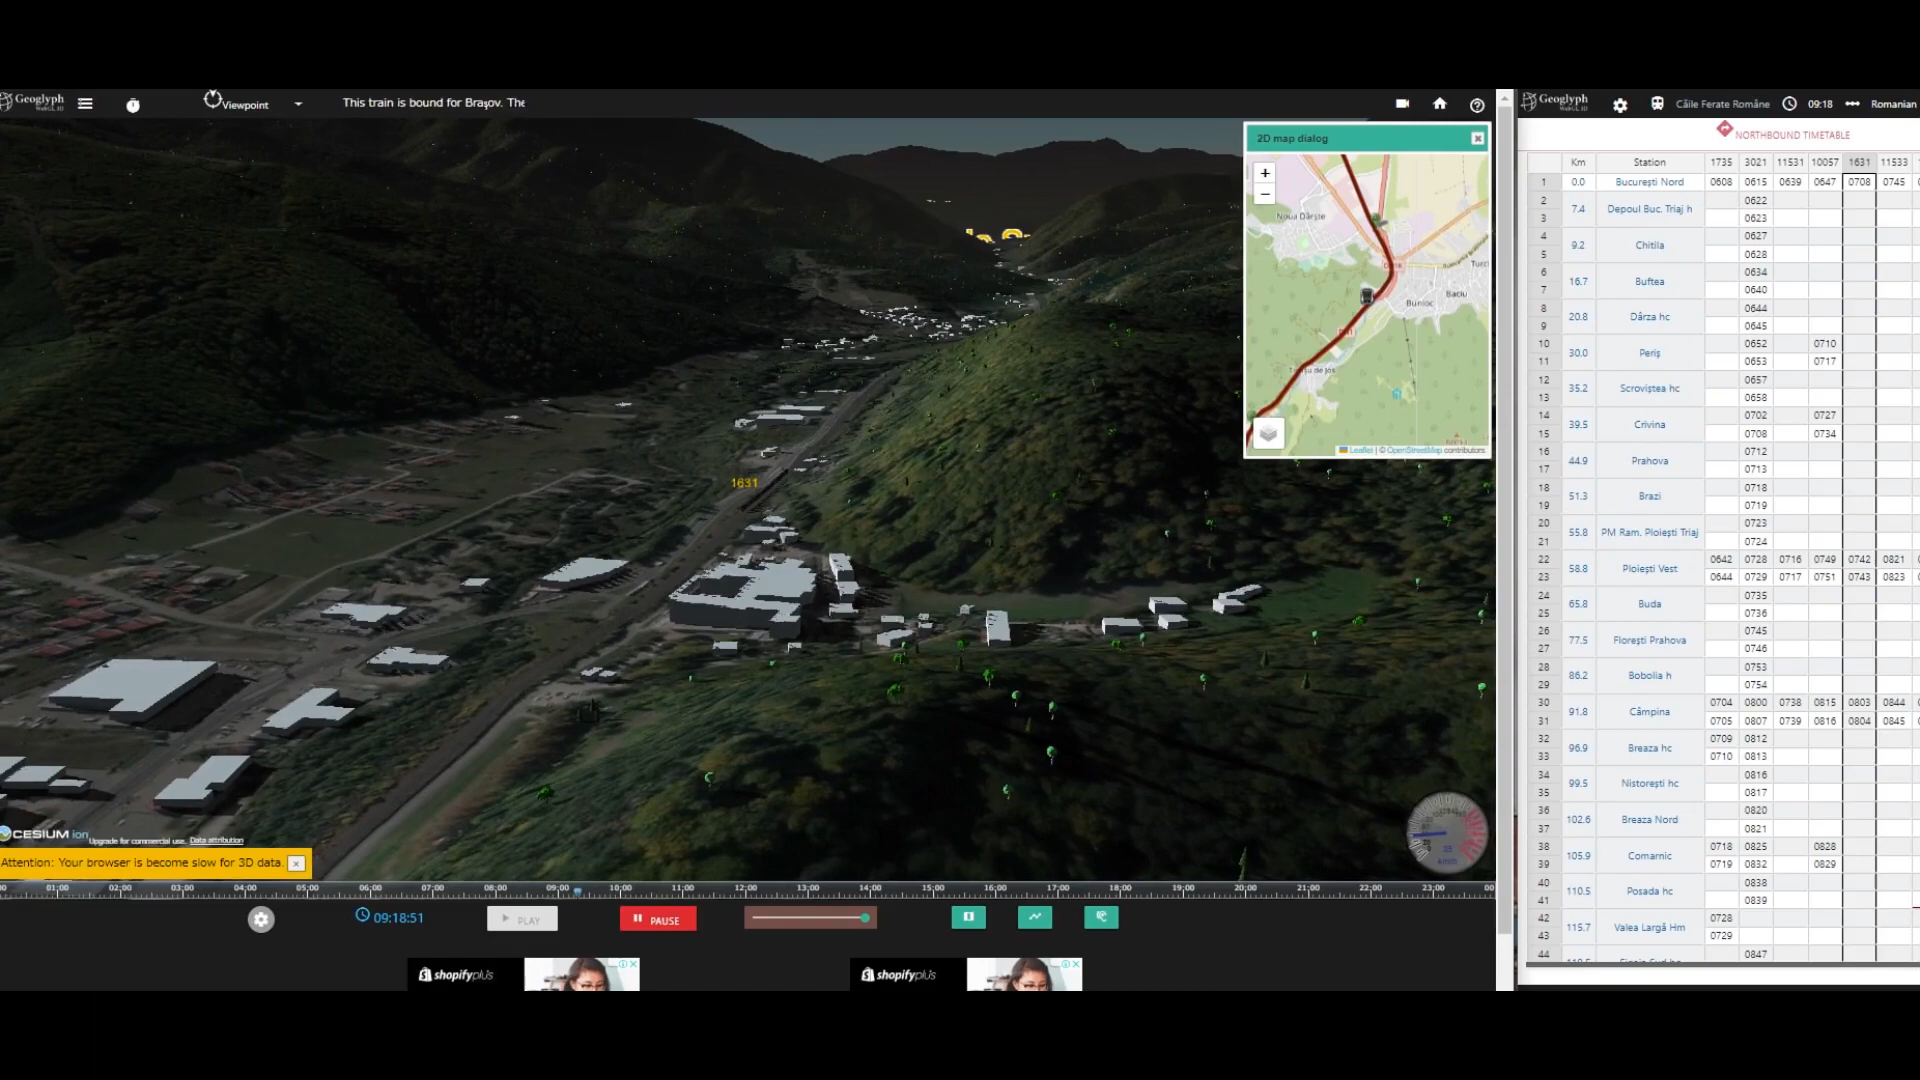 Geoglyph
Viewpoint
This train is bound for Braşov. The
Geoglyph
Căile Ferate Române
09:18
Romanian
2D map dialog
NORTHBOUND TIMETABLE
+
−
Noua Dârste
Bunloc
Baciu
Leaflet | © OpenStreetMap contributors
1631
Km Station 1735 3021 11531 10057 1631 11533
1 0.0 Bucureşti Nord 0608 0615 0639 0647 0708 0745
2 7.4 Depoul Buc. Triaj h 0622
3 0623
4 9.2 Chitila 0627
5 0628
6 16.7 Buftea 0634
7 0640
8 20.8 Dârza hc 0644
9 0645
10 30.0 Periş 0652 0710
11 0653 0717
12 35.2 Scroviştea hc 0657
13 0658
14 39.5 Crivina 0702 0727
15 0708 0734
16 44.9 Prahova 0712
17 0713
18 51.3 Brazi 0718
19 0719
20 55.8 PM Ram. Ploieşti Triaj 0723
21 0724
22 58.8 Ploieşti Vest 0642 0728 0716 0749 0742 0821
23 0644 0729 0717 0751 0743 0823
24 65.8 Buda 0735
25 0736
26 77.5 Floreşti Prahova 0745
27 0746
28 86.2 Bobolia h 0753
29 0754
30 91.8 Câmpina 0704 0800 0738 0815 0803 0844
31 0705 0807 0739 0816 0804 0845
32 96.9 Breaza hc 0709 0812
33 0710 0813
34 99.5 Nistoreşti hc 0816
35 0817
36 102.6 Breaza Nord 0820
37 0821
38 105.9 Comarnic 0718 0825 0828
39 0719 0832 0829
40 110.5 Posada hc 0838
41 0839
42 115.7 Valea Largă Hm 0728
43 0729
44 0847
CESIUM ion
Upgrade for commercial use. Data attribution
Attention: Your browser is become slow for 3D data.
km/h
01:00 02:00 03:00 04:00 05:00 06:00 07:00 08:00 09:00 10:00 11:00 12:00 13:00 14:00 15:00 16:00 17:00 18:00 19:00 20:00 21:00 22:00 23:00 00
09:18:51
PLAY
PAUSE
shopifyplus
shopifyplus